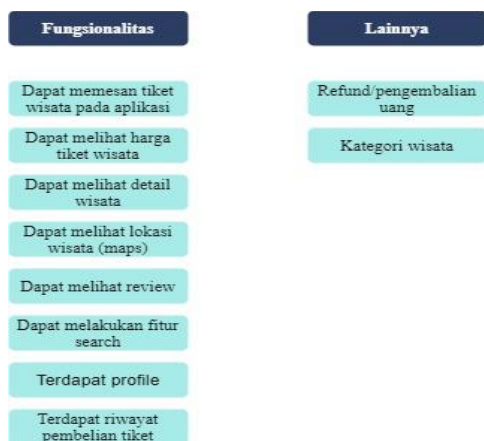 Fungsionalitas
Dapat memesan tiket
wisata pada aplikasi
Dapat melihat harga
tiket wisata
Dapat melihat detail
wisata
Dapat melihat lokasi
wisata (maps)
Dapat melihat review
Dapat melakukan fitur
search
Terdapat profile
Terdapat riwayat
pembelian tiket
Lainnya
Refund/pengembalian
uang
Kategori wisata